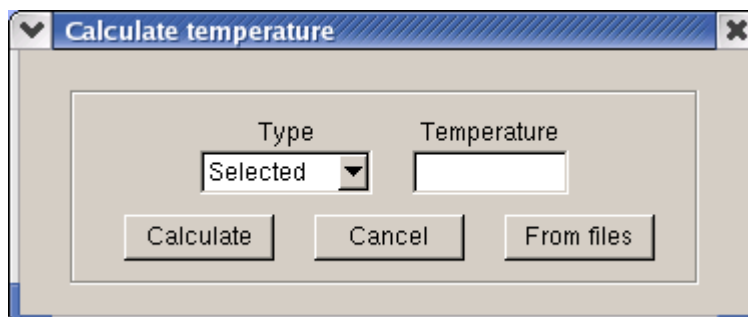 Calculate temperature
Type Temperature
Selected
Calculate Cancel From files